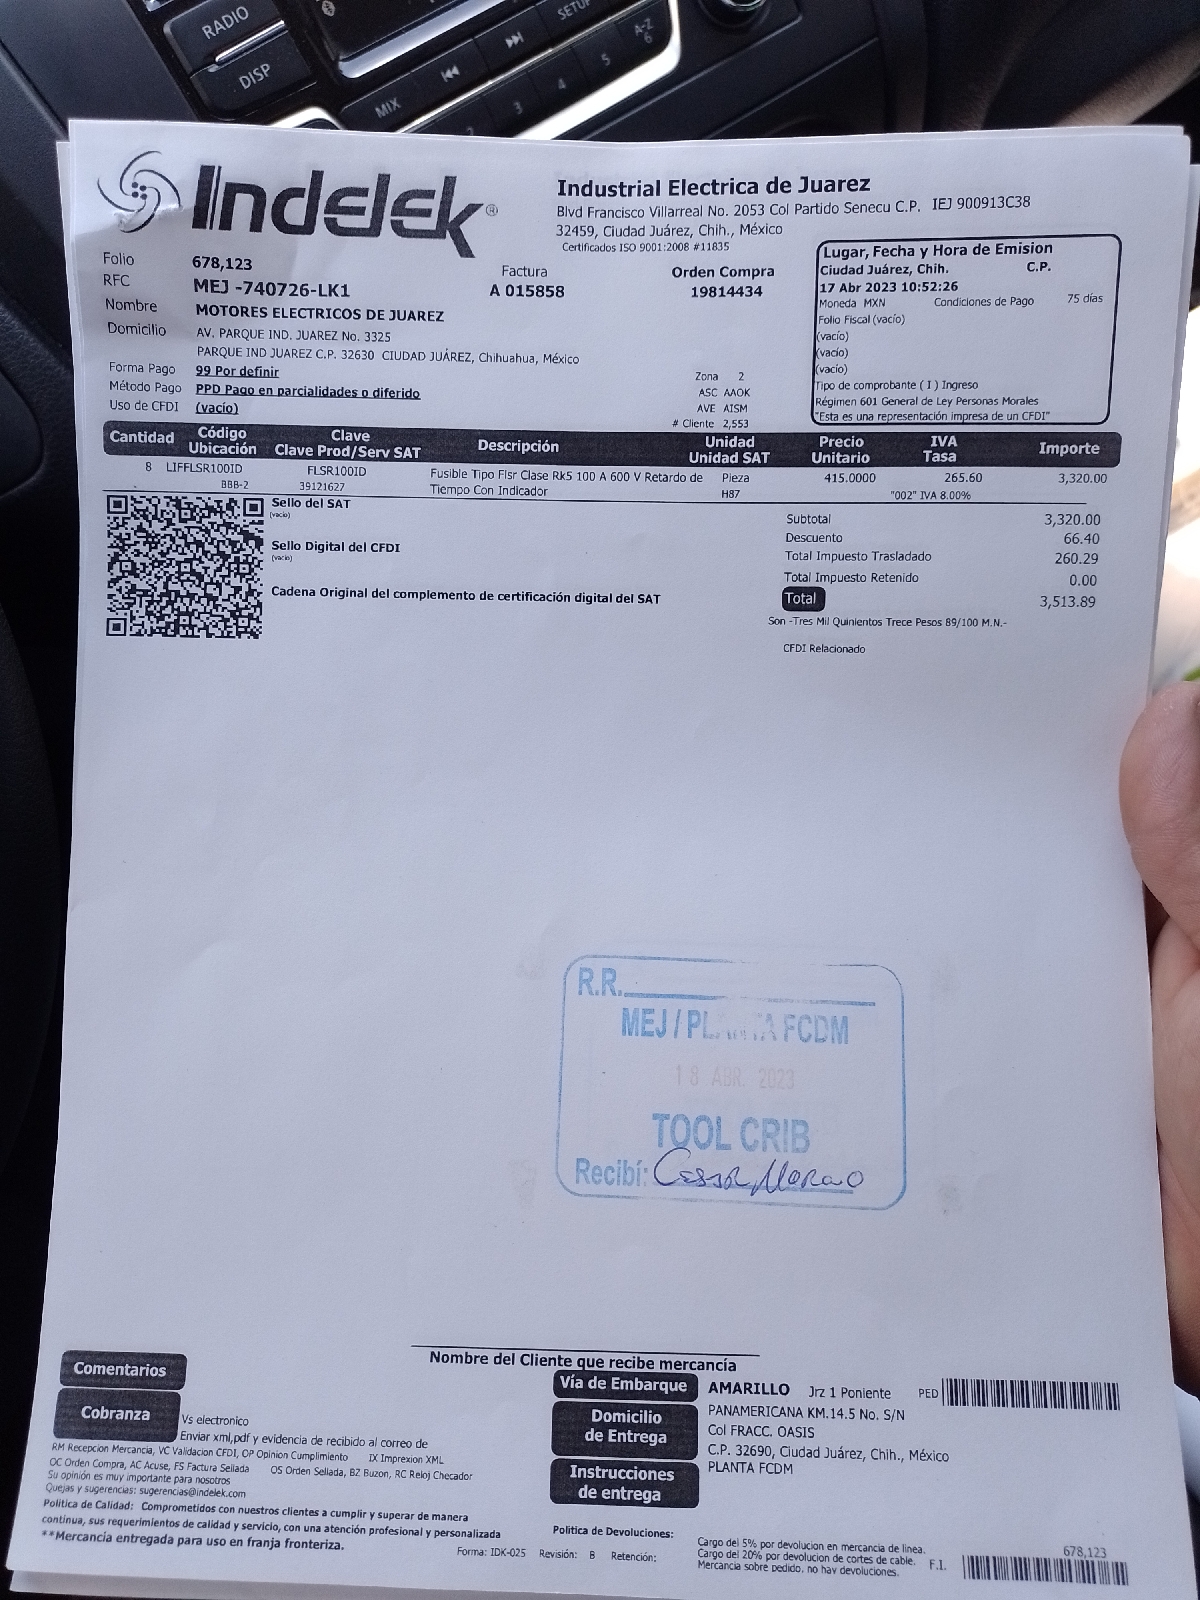 RADIO
DISP
SETUP
MIX
3
4
5
A-Z
6
Indelek®
Industrial Electrica de Juarez
Blvd Francisco Villarreal No. 2053 Col Partido Senecu C.P. IEJ 900913C38
32459, Ciudad Juárez, Chih., México
Certificados ISO 9001:2008 #11835
Folio 678,123
RFC MEJ -740726-LK1
Nombre MOTORES ELECTRICOS DE JUAREZ
Domicilio AV. PARQUE IND. JUAREZ No. 3325
PARQUE IND JUAREZ C.P. 32630 CIUDAD JUÁREZ, Chihuahua, México
Forma Pago 99 Por definir
Método Pago PPD Pago en parcialidades o diferido
Uso de CFDI (vacío)
Factura
A 015858
Orden Compra
19814434
Zona 2
ASC AAOK
AVE AISM
# Cliente 2,553
Lugar, Fecha y Hora de Emision
Ciudad Juárez, Chih. C.P.
17 Abr 2023 10:52:26
Moneda MXN Condiciones de Pago 75 días
Folio Fiscal (vacío)
(vacío)
(vacío)
(vacío)
Tipo de comprobante ( I ) Ingreso
Régimen 601 General de Ley Personas Morales
"Esta es una representación impresa de un CFDI"
Cantidad Código Ubicación Clave Clave Prod/Serv SAT Descripción Unidad Unidad SAT Precio Unitario IVA Tasa Importe
8 LIFFLSR100ID FLSR100ID Fusible Tipo Flsr Clase Rk5 100 A 600 V Retardo de Pieza 415.0000 265.60 3,320.00
BBB-2 39121627 Tiempo Con Indicador H87 "002" IVA 8.00%
Sello del SAT
(vacío)
Sello Digital del CFDI
(vacío)
Cadena Original del complemento de certificación digital del SAT
Subtotal 3,320.00
Descuento 66.40
Total Impuesto Trasladado 260.29
Total Impuesto Retenido 0.00
Total 3,513.89
Son -Tres Mil Quinientos Trece Pesos 89/100 M.N.-
CFDI Relacionado
R.R.
MEJ / PLANTA FCDM
18 ABR. 2023
TOOL CRIB
Recibí: Cesar Moreno
Nombre del Cliente que recibe mercancía
Comentarios
Cobranza
Vs electronico
Enviar xml,pdf y evidencia de recibido al correo de
RM Recepcion Mercancia, VC Validacion CFDI, OP Opinion Cumplimiento IX Imprexion XML
OC Orden Compra, AC Acuse, FS Factura Sellada OS Orden Sellada, BZ Buzon, RC Reloj Checador
Su opinión es muy importante para nosotros
Quejas y sugerencias: sugerencias@indelek.com
Politica de Calidad: Comprometidos con nuestros clientes a cumplir y superar de manera
continua, sus requerimientos de calidad y servicio, con una atención profesional y personalizada
**Mercancia entregada para uso en franja fronteriza.
Forma: IDK-025 Revisión: B Retención:
Vía de Embarque AMARILLO Jrz 1 Poniente PED
Domicilio de Entrega
PANAMERICANA KM.14.5 No. S/N
Col FRACC. OASIS
C.P. 32690, Ciudad Juárez, Chih., México
Instrucciones de entrega
PLANTA FCDM
Politica de Devoluciones:
Cargo del 5% por devolucion en mercancia de linea.
Cargo del 20% por devolucion de cortes de cable.
Mercancia sobre pedido, no hay devoluciones.
F.I.
678,123